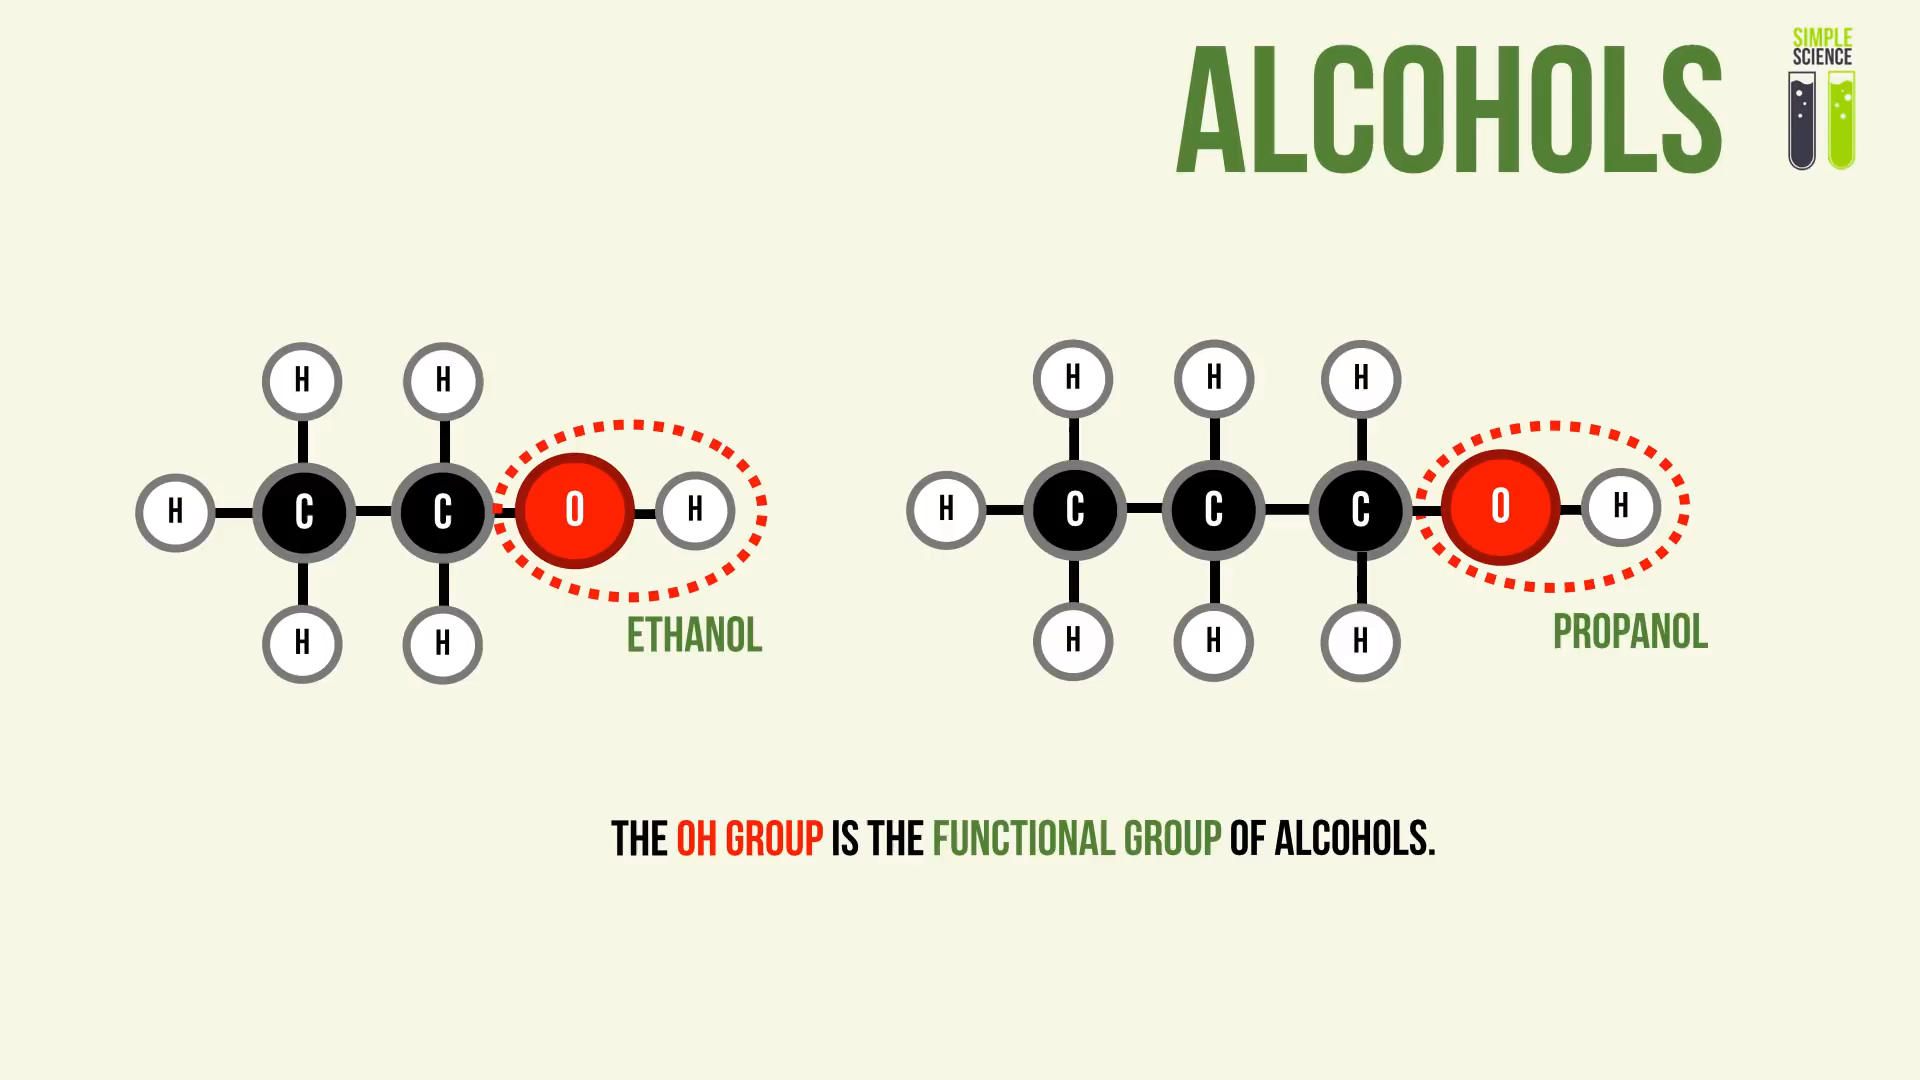 ALCOHOLS
SIMPLE
SCIENCE
H H
H C C O H
H H
ETHANOL
H H H
H C C C O H
H H H
PROPANOL
THE OH GROUP IS THE FUNCTIONAL GROUP OF ALCOHOLS.